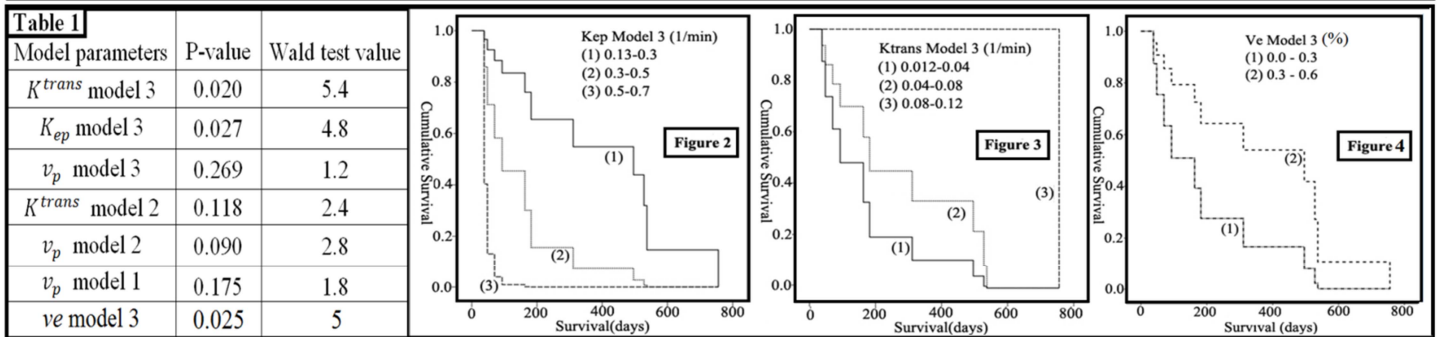 Table 1
Model parameters P-value Wald test value
K^trans model 3 0.020 5.4
K_ep model 3 0.027 4.8
v_p model 3 0.269 1.2
K^trans model 2 0.118 2.4
v_p model 2 0.090 2.8
v_p model 1 0.175 1.8
ve model 3 0.025 5
Kep Model 3 (1/min)
(1) 0.13-0.3
(2) 0.3-0.5
(3) 0.5-0.7
Figure 2
(1)
(2)
(3)
Cumulative Survival
1.0
0.8
0.6
0.4
0.2
0.0
0 200 400 600 800
Survival(days)
Ktrans Model 3 (1/min)
(1) 0.012-0.04
(2) 0.04-0.08
(3) 0.08-0.12
Figure 3
(3)
(2)
(1)
Cumulative Survival
1.0
0.8
0.6
0.4
0.2
0.0
0 200 400 600 800
Survival(days)
Ve Model 3 (%)
(1) 0.0 - 0.3
(2) 0.3 - 0.6
Figure 4
(2)
(1)
Cumulative Survival
1.0
0.8
0.6
0.4
0.2
0.0
0 200 400 600 800
Survival(days)